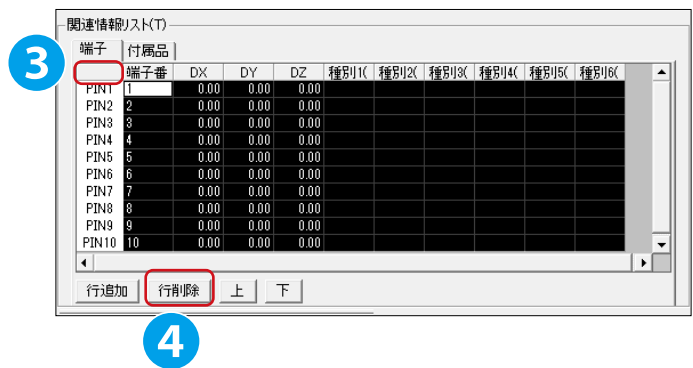 関連情報リスト(T)
端子 付属品
3
端子番 DX DY DZ 種別1( 種別2( 種別3( 種別4( 種別5( 種別6(
PIN1 1 0.00 0.00 0.00
PIN2 2 0.00 0.00 0.00
PIN3 3 0.00 0.00 0.00
PIN4 4 0.00 0.00 0.00
PIN5 5 0.00 0.00 0.00
PIN6 6 0.00 0.00 0.00
PIN7 7 0.00 0.00 0.00
PIN8 8 0.00 0.00 0.00
PIN9 9 0.00 0.00 0.00
PIN10 10 0.00 0.00 0.00
行追加 行削除 上 下
4